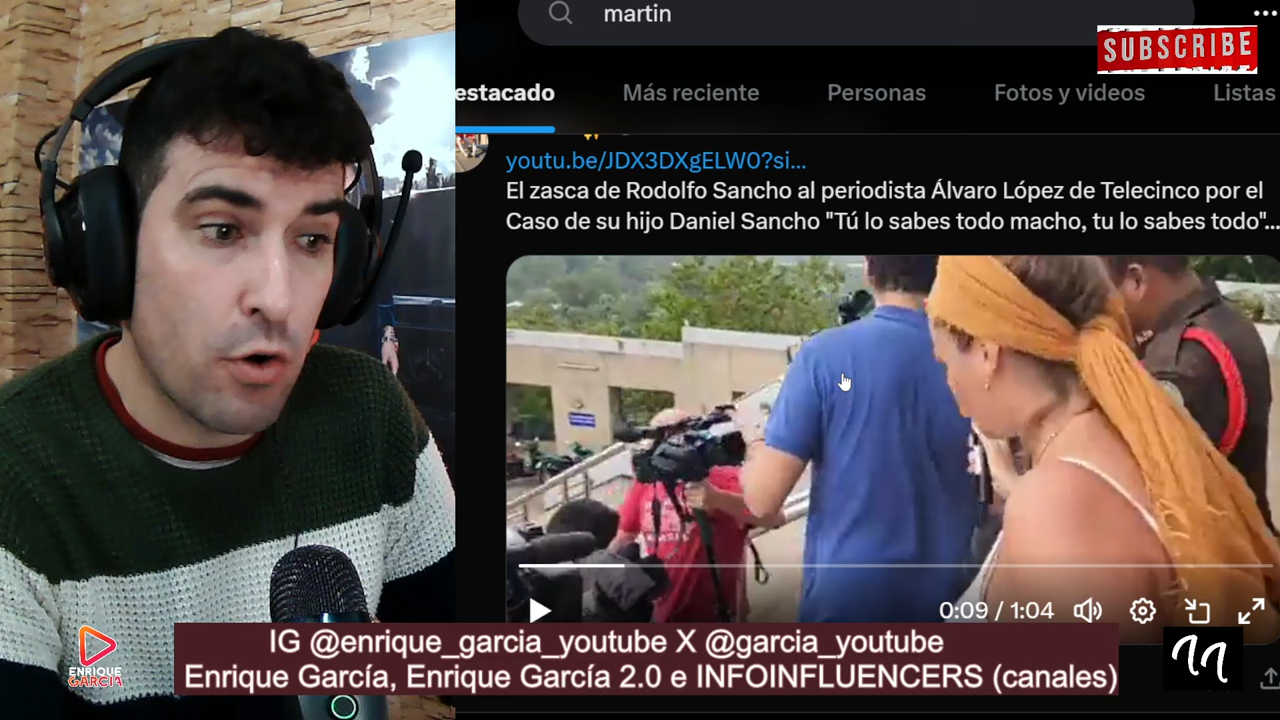 martin
SUBSCRIBE
estacado Más reciente Personas Fotos y videos Listas
youtu.be/JDX3DXgELW0?si...
El zasca de Rodolfo Sancho al periodista Álvaro López de Telecinco por el
Caso de su hijo Daniel Sancho "Tú lo sabes todo macho, tu lo sabes todo"...
0:09 / 1:04
IG @enrique_garcia_youtube X @garcia_youtube
Enrique García, Enrique García 2.0 e INFOINFLUENCERS (canales)
ENRIQUE
GARCÍA